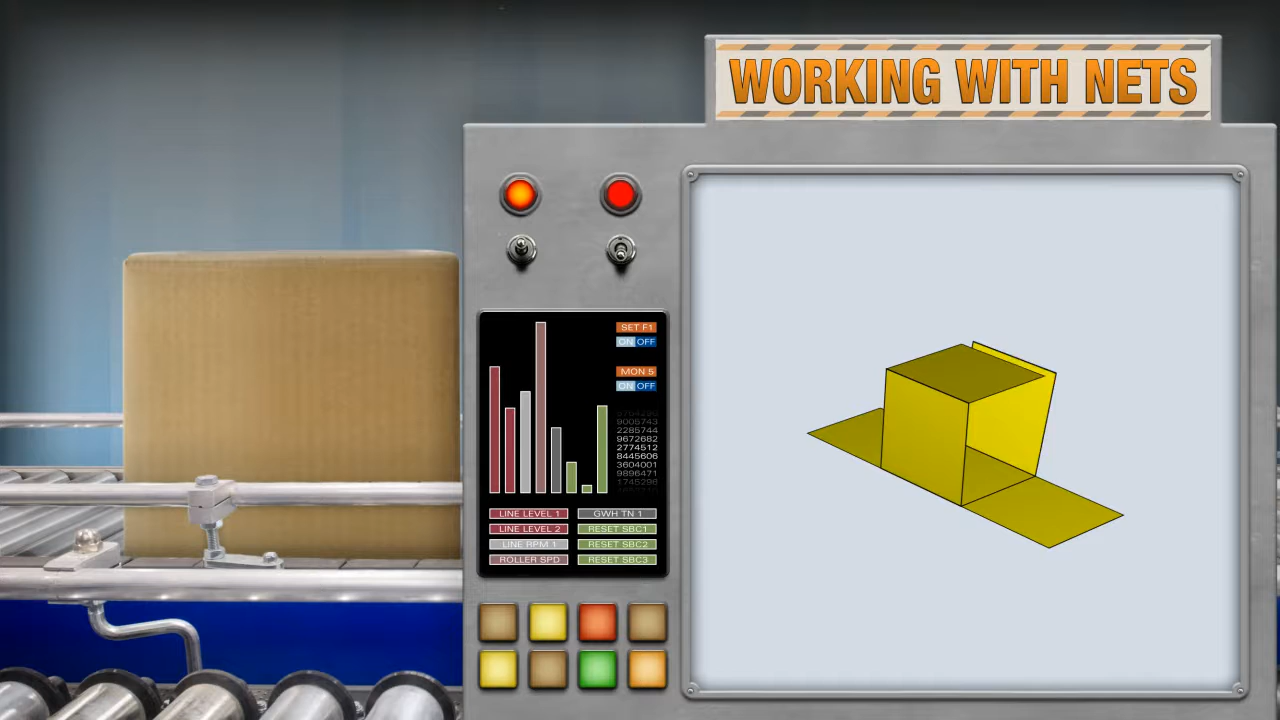 WORKING WITH NETS
SET F1
ON OFF
MON 5
ON OFF
9005743
2285744
9672682
2774512
8445606
3604001
9896471
1745296
LINE LEVEL 1
GWH TN 1
LINE LEVEL 2
RESET SBC1
LINE RPM 1
RESET SBC2
ROLLER SPD
RESET SBC3